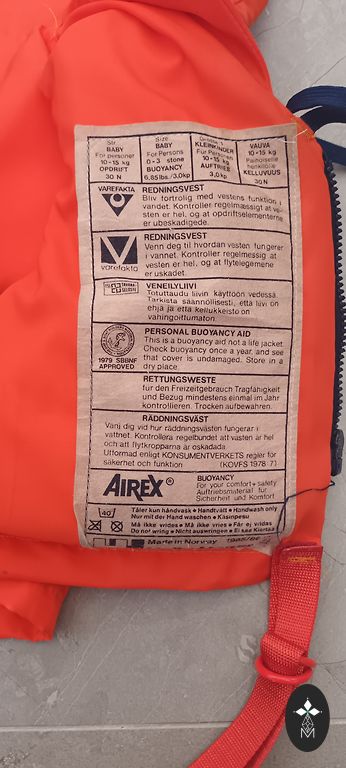 Str. BABY
For personer
10-15 kg
OPDRIFT
30 N
Size BABY
For Persons
0-3 stone
BUOYANCY
6.85 lbs/3.0kp
KLEINKINDER
Für Personen
10-15 kg
AUFTRIEB
3,0 kp
VAUVA
10-15 kg
Painoiselle
henkilölle
KELLUVUUS
30 N
VAREFAKTA
REDNINGSVEST
Bliv fortrolig med vestens funktion i
vandet. Kontroller regelmæssigt at ve-
sten er hel, og at opdriftselementerne
er ubeskadigede.
varefakta
REDNINGSVEST
Venn deg til hvordan vesten fungerer
i vannet. Kontroller regelmessig at
vesten er hel, og at flytelegemene
er uskadet.
VENEILYLIIVI
Totuttaudu liivin käyttöön vedessä.
Tarkista säännöllisesti, että liivi on
ehjä ja että kellukkeisto on
vahingoittumaton.
1979 SBBNF
APPROVED
PERSONAL BUOYANCY AID
This is a buoyancy aid not a life jacket.
Check buoyancy once a year, and see
that cover is undamaged. Store in a
dry place.
RETTUNGSWESTE
für den Freizeitgebrauch Tragfähigkeit
und Bezug mindestens einmal im Jahr
kontrollieren. Trocken aufbewahren.
RÄDDNINGSVÄST
Vänj dig vid hur räddningsvästen fungerar i
vattnet. Kontrollera regelbundet att västen är hel
och att flytkropparna är oskadada.
Utformad enligt KONSUMENTVERKETS regler för
säkerhet och funktion (KOVFS 1978:7)
AIREX®
BUOYANCY
For your comfort+safety
Auftriebsmaterial für
Sicherheit und Komfort
40
Tåler kun håndvask • Handtvätt • Handwash only
Nur mit der Hand waschen • Käsinpesu
Må ikke vrides • Må ikke vries • Får ej vridas
Do not wring • Nicht auswringen • Ei saa kiertää
Made in Norway
M